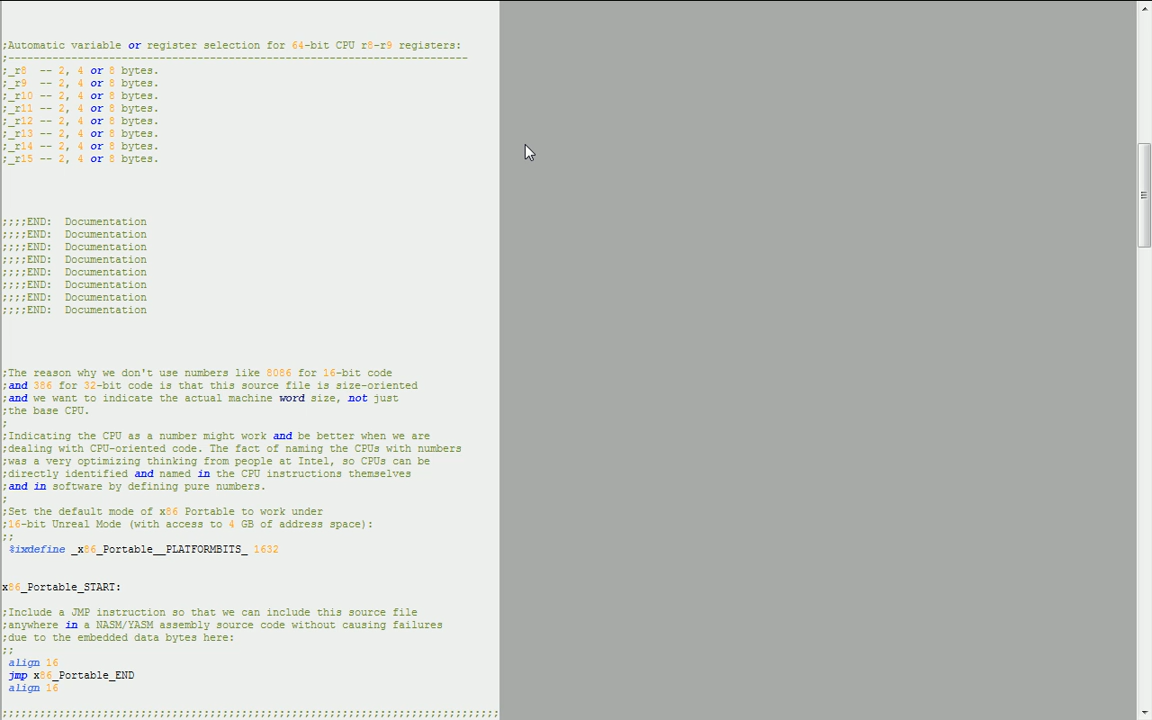 ;Automatic variable or register selection for 64-bit CPU r8-r9 registers:
;-------------------------------------------------------------------------
;_r8  -- 2, 4 or 8 bytes.
;_r9  -- 2, 4 or 8 bytes.
;_r10 -- 2, 4 or 8 bytes.
;_r11 -- 2, 4 or 8 bytes.
;_r12 -- 2, 4 or 8 bytes.
;_r13 -- 2, 4 or 8 bytes.
;_r14 -- 2, 4 or 8 bytes.
;_r15 -- 2, 4 or 8 bytes.
;;;;END:  Documentation
;;;;END:  Documentation
;;;;END:  Documentation
;;;;END:  Documentation
;;;;END:  Documentation
;;;;END:  Documentation
;;;;END:  Documentation
;;;;END:  Documentation
;The reason why we don't use numbers like 8086 for 16-bit code
;and 386 for 32-bit code is that this source file is size-oriented
;and we want to indicate the actual machine word size, not just
;the base CPU.
;
;Indicating the CPU as a number might work and be better when we are
;dealing with CPU-oriented code. The fact of naming the CPUs with numbers
;was a very optimizing thinking from people at Intel, so CPUs can be
;directly identified and named in the CPU instructions themselves
;and in software by defining pure numbers.
;
;Set the default mode of x86 Portable to work under
;16-bit Unreal Mode (with access to 4 GB of address space):
;;
%ixdefine _x86_Portable__PLATFORMBITS_ 1632
x86_Portable_START:
;Include a JMP instruction so that we can include this source file
;anywhere in a NASM/YASM assembly source code without causing failures
;due to the embedded data bytes here:
;;
align 16
jmp x86_Portable_END
align 16
;;;;;;;;;;;;;;;;;;;;;;;;;;;;;;;;;;;;;;;;;;;;;;;;;;;;;;;;;;;;;;;;;;;;;;;;;;;;;;;